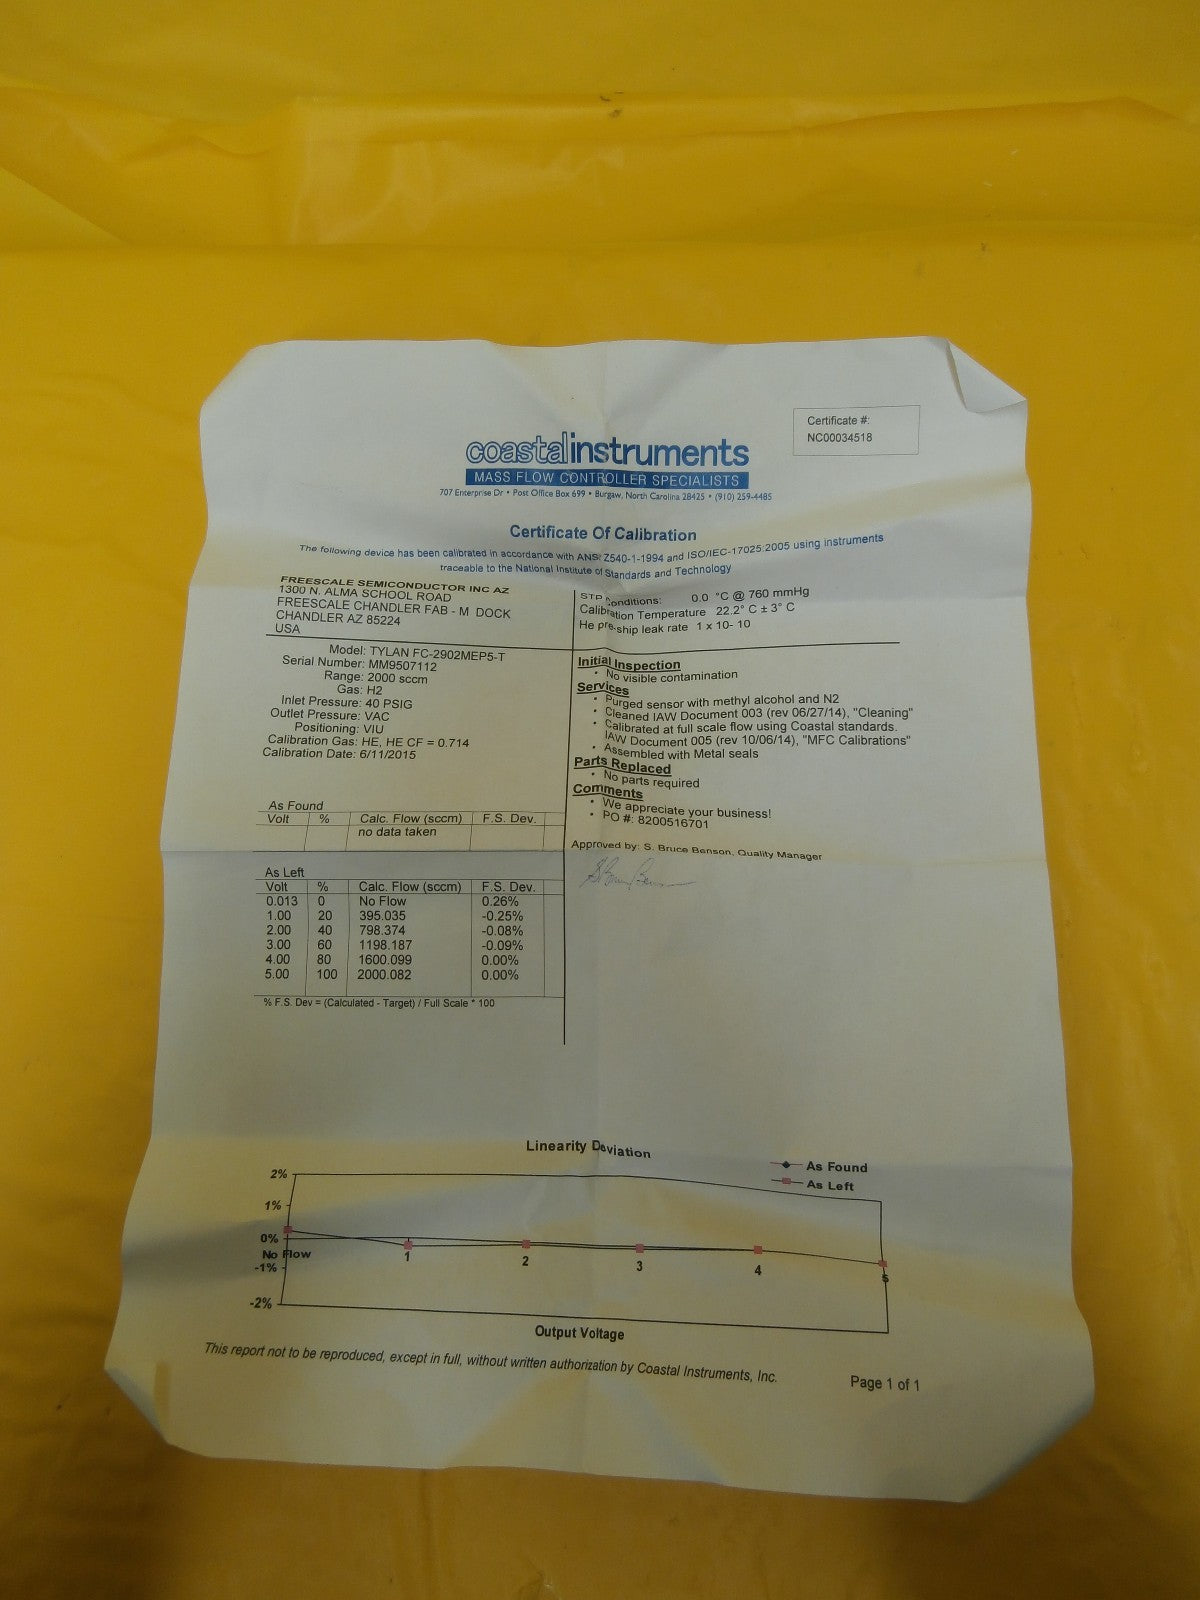 Certificate #:
NC00034518
coastalinstruments
MASS FLOW CONTROLLER SPECIALISTS
707 Enterprise Dr • Post Office Box 699 • Burgaw, North Carolina 28425 • (910) 259-4485
Certificate Of Calibration
The following device has been calibrated in accordance with ANSI Z540-1-1994 and ISO/IEC-17025:2005 using instruments
traceable to the National Institute of Standards and Technology
FREESCALE SEMICONDUCTOR INC AZ
1300 N. ALMA SCHOOL ROAD
FREESCALE CHANDLER FAB - M DOCK
CHANDLER AZ 85224
USA
STP Conditions: 0.0 °C @ 760 mmHg
Calibration Temperature 22.2° C ± 3° C
He pre-ship leak rate 1 x 10- 10
Model: TYLAN FC-2902MEP5-T
Serial Number: MM9507112
Range: 2000 sccm
Gas: H2
Inlet Pressure: 40 PSIG
Outlet Pressure: VAC
Positioning: VIU
Calibration Gas: HE, HE CF = 0.714
Calibration Date: 6/11/2015
Initial Inspection
• No visible contamination
Services
• Purged sensor with methyl alcohol and N2
• Cleaned IAW Document 003 (rev 06/27/14), "Cleaning"
• Calibrated at full scale flow using Coastal standards.
IAW Document 005 (rev 10/06/14), "MFC Calibrations"
• Assembled with Metal seals
Parts Replaced
• No parts required
Comments
• We appreciate your business!
• PO #: 8200516701
Approved by: S. Bruce Benson, Quality Manager
As Found
Volt % Calc. Flow (sccm) F.S. Dev.
no data taken
As Left
Volt % Calc. Flow (sccm) F.S. Dev.
0.013 0 No Flow 0.26%
1.00 20 395.035 -0.25%
2.00 40 798.374 -0.08%
3.00 60 1198.187 -0.09%
4.00 80 1600.099 0.00%
5.00 100 2000.082 0.00%
% F.S. Dev = (Calculated - Target) / Full Scale * 100
Linearity Deviation
As Found
As Left
2%
1%
0%
No Flow 1 2 3 4 5
-1%
-2%
Output Voltage
This report not to be reproduced, except in full, without written authorization by Coastal Instruments, Inc.
Page 1 of 1